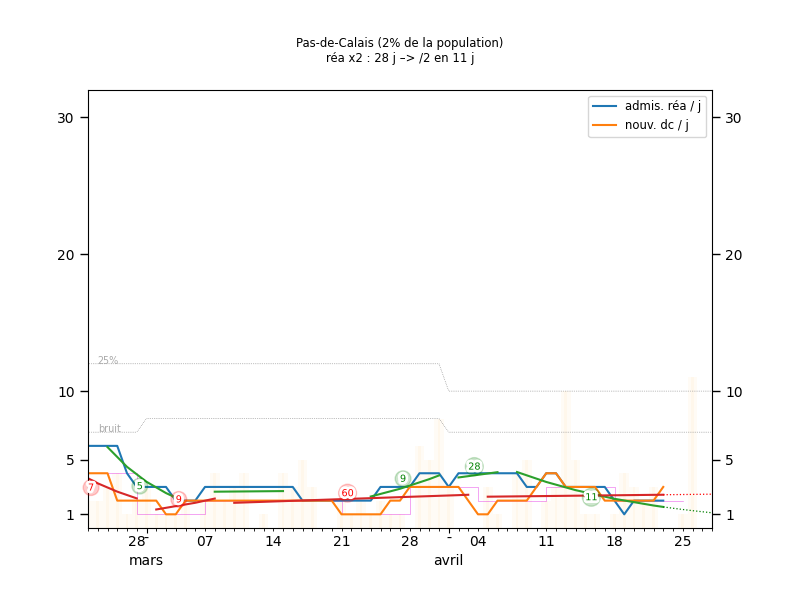 Pas-de-Calais (2% de la population)
réa x2 : 28 j –> /2 en 11 j
admis. réa / j
nouv. dc / j
30 30
20 20
10 10
5 5
1 1
25%
bruit
7 5 9 60 9 28 11
28 07 14 21 28 04 11 18 25
mars avril